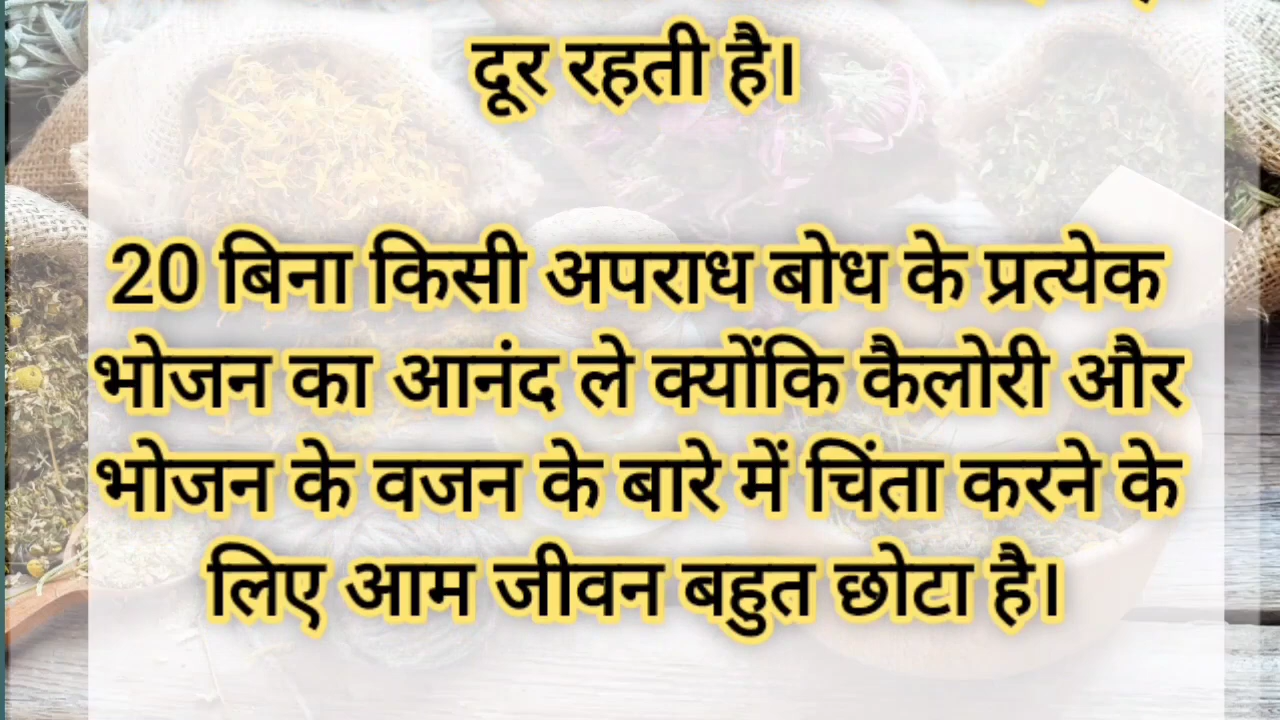 दूर रहती है।
20 बिना किसी अपराध बोध के प्रत्येक
भोजन का आनंद ले क्योंकि कैलोरी और
भोजन के वजन के बारे में चिंता करने के
लिए आम जीवन बहुत छोटा है।